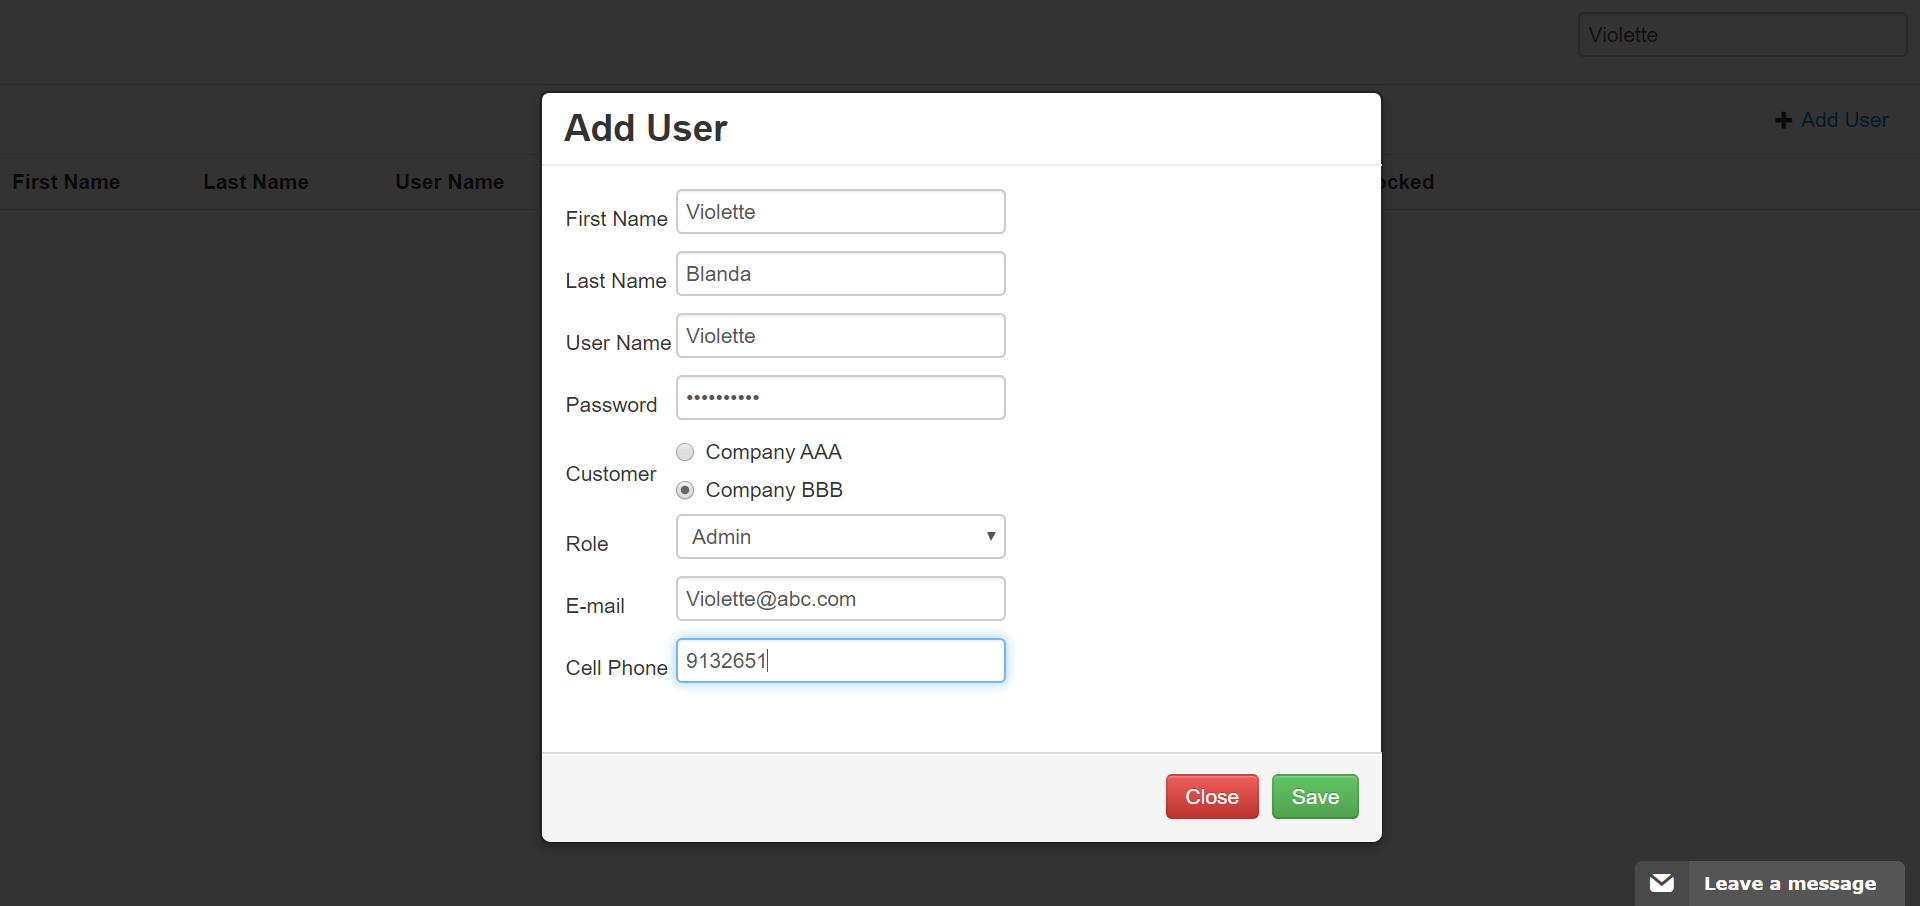 Violette
Add User
First Name Last Name User Name ocked
Add User
First Name Violette
Last Name Blanda
User Name Violette
Password ••••••••••
Customer
Company AAA
Company BBB
Role Admin
E-mail Violette@abc.com
Cell Phone 9132651
Close Save
Leave a message